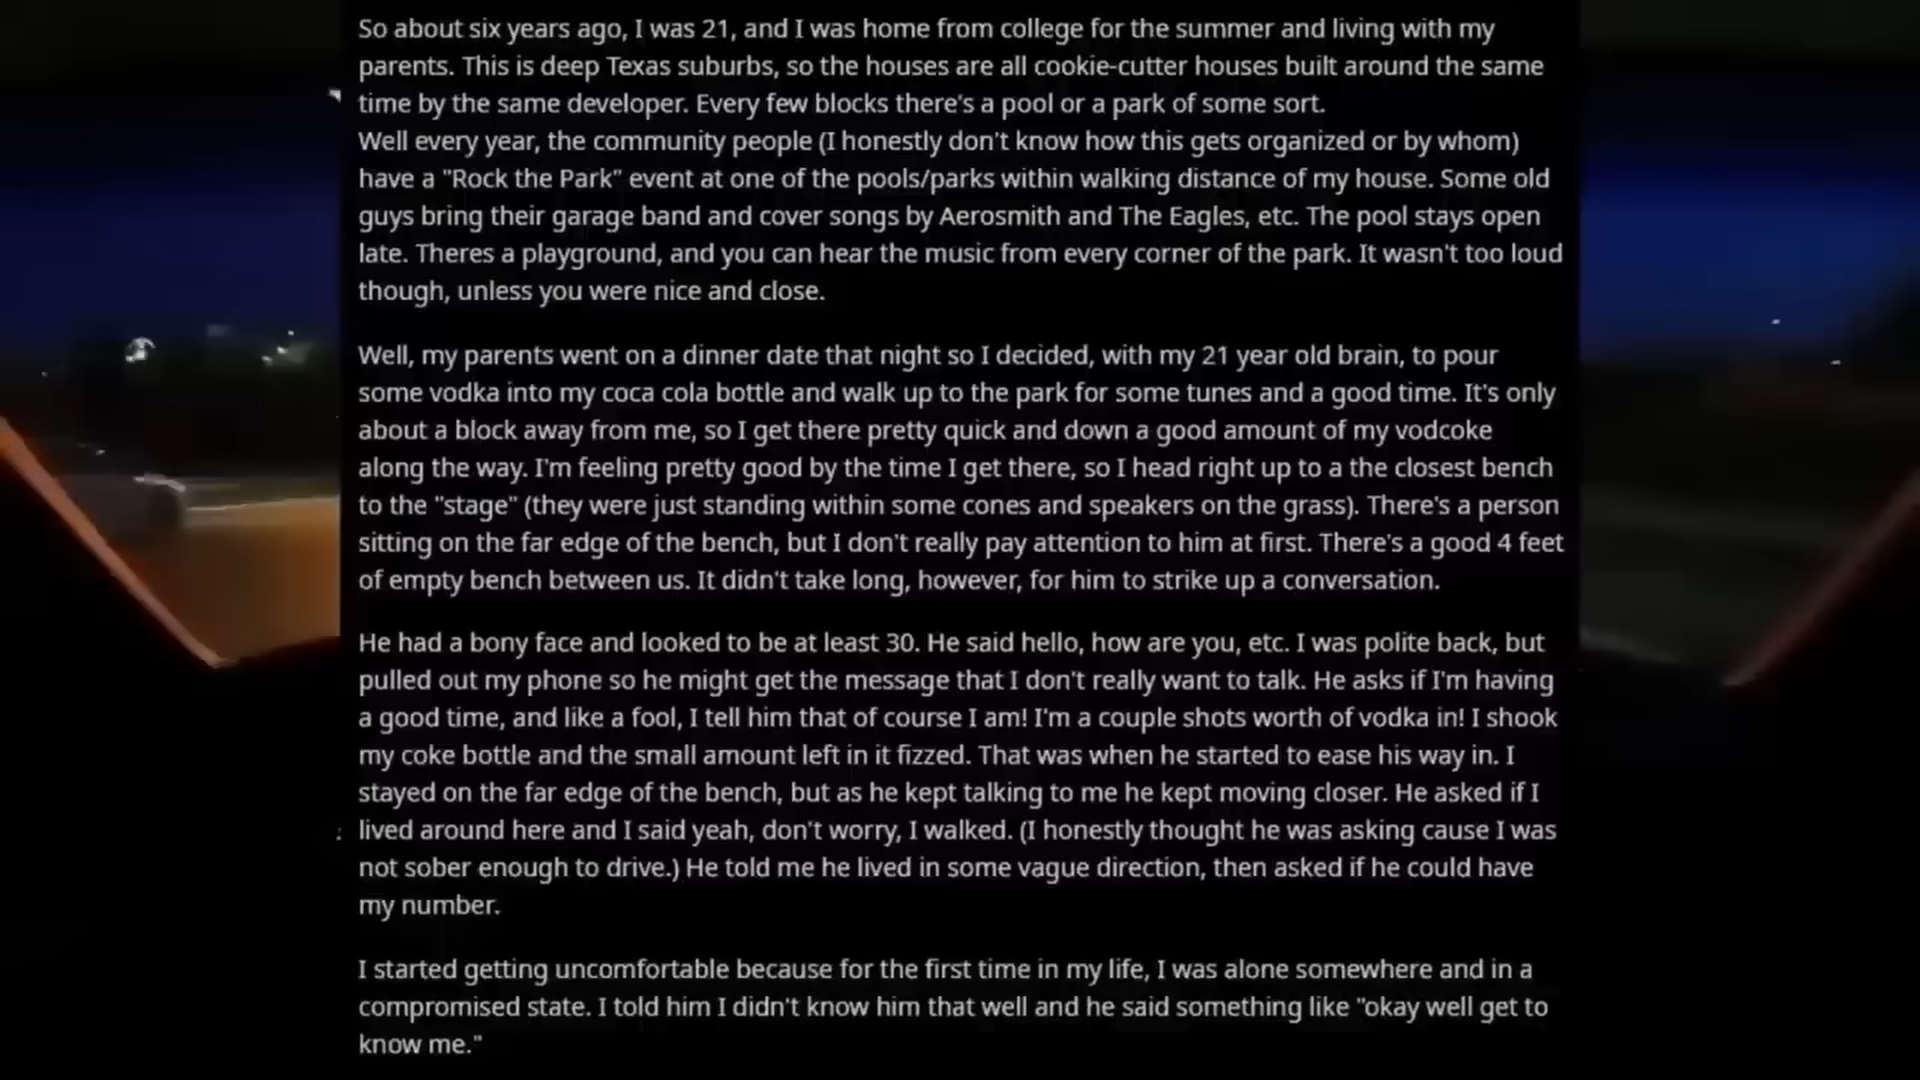 So about six years ago, I was 21, and I was home from college for the summer and living with my
parents. This is deep Texas suburbs, so the houses are all cookie-cutter houses built around the same
time by the same developer. Every few blocks there's a pool or a park of some sort.
Well every year, the community people (I honestly don't know how this gets organized or by whom)
have a "Rock the Park" event at one of the pools/parks within walking distance of my house. Some old
guys bring their garage band and cover songs by Aerosmith and The Eagles, etc. The pool stays open
late. Theres a playground, and you can hear the music from every corner of the park. It wasn't too loud
though, unless you were nice and close.
Well, my parents went on a dinner date that night so I decided, with my 21 year old brain, to pour
some vodka into my coca cola bottle and walk up to the park for some tunes and a good time. It's only
about a block away from me, so I get there pretty quick and down a good amount of my vodcoke
along the way. I'm feeling pretty good by the time I get there, so I head right up to a the closest bench
to the "stage" (they were just standing within some cones and speakers on the grass). There's a person
sitting on the far edge of the bench, but I don't really pay attention to him at first. There's a good 4 feet
of empty bench between us. It didn't take long, however, for him to strike up a conversation.
He had a bony face and looked to be at least 30. He said hello, how are you, etc. I was polite back, but
pulled out my phone so he might get the message that I don't really want to talk. He asks if I'm having
a good time, and like a fool, I tell him that of course I am! I'm a couple shots worth of vodka in! I shook
my coke bottle and the small amount left in it fizzed. That was when he started to ease his way in. I
stayed on the far edge of the bench, but as he kept talking to me he kept moving closer. He asked if I
lived around here and I said yeah, don't worry, I walked. (I honestly thought he was asking cause I was
not sober enough to drive.) He told me he lived in some vague direction, then asked if he could have
my number.
I started getting uncomfortable because for the first time in my life, I was alone somewhere and in a
compromised state. I told him I didn't know him that well and he said something like "okay well get to
know me."